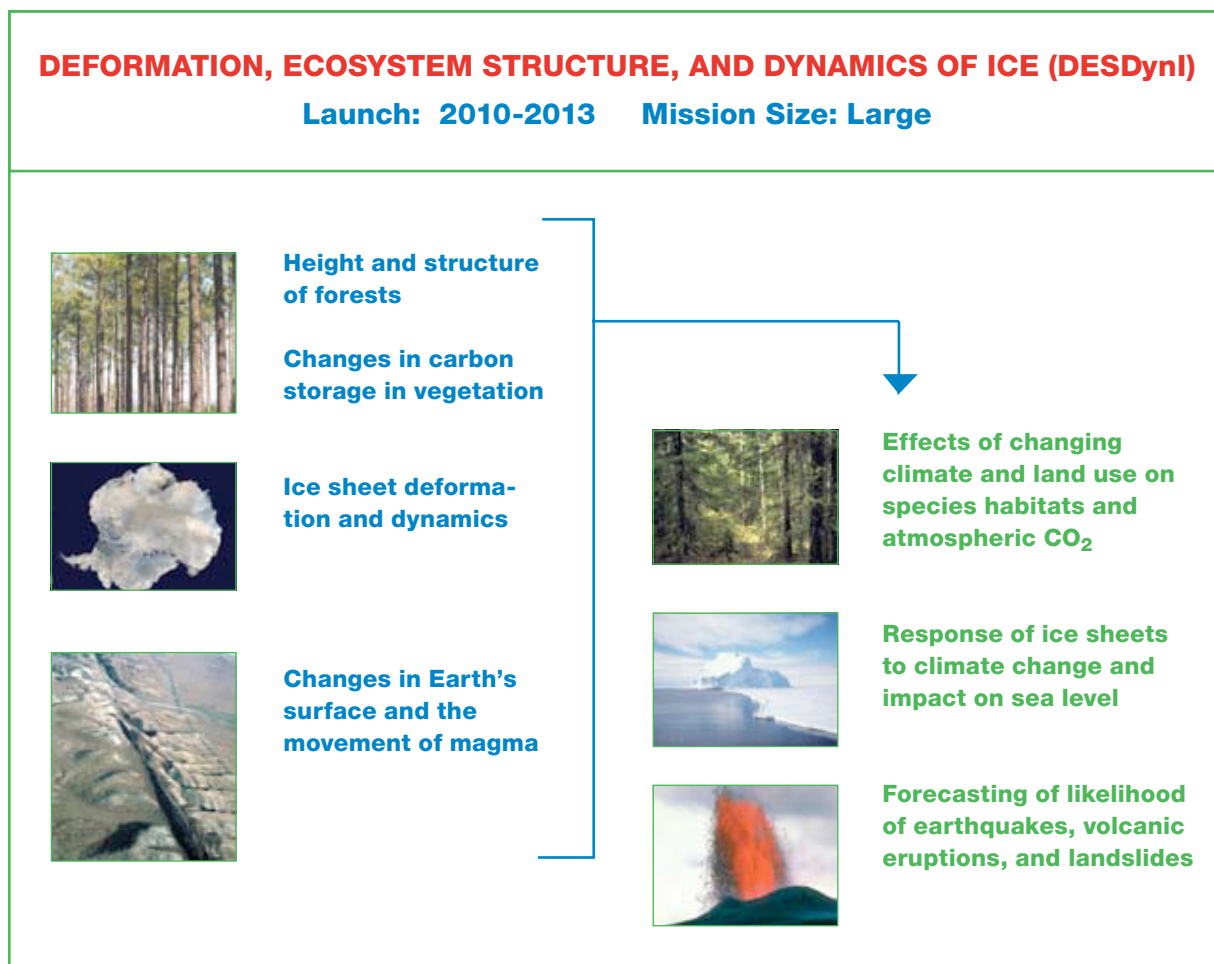 DEFORMATION, ECOSYSTEM STRUCTURE, AND DYNAMICS OF ICE (DESDynI)
Launch: 2010-2013 Mission Size: Large
Height and structure
of forests
Changes in carbon
storage in vegetation
Ice sheet deforma-
tion and dynamics
Changes in Earth's
surface and the
movement of magma
Effects of changing
climate and land use on
species habitats and
atmospheric CO₂
Response of ice sheets
to climate change and
impact on sea level
Forecasting of likelihood
of earthquakes, volcanic
eruptions, and landslides